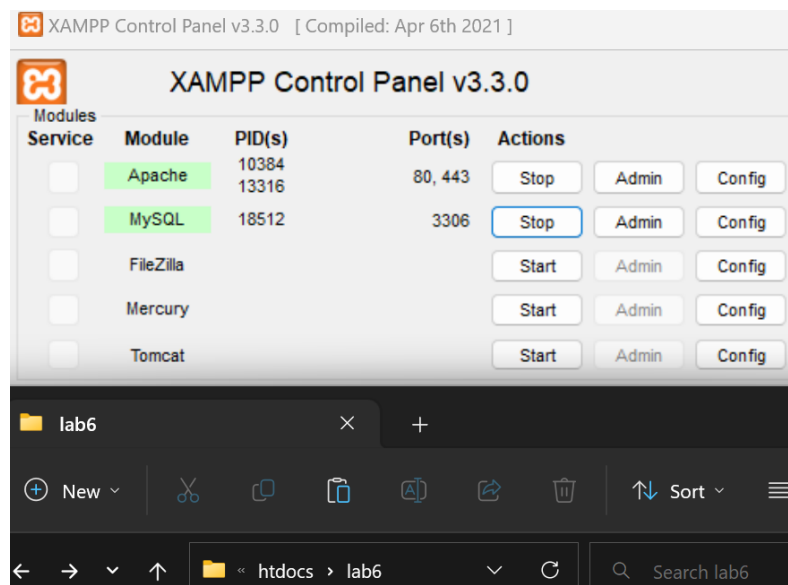 XAMPP Control Panel v3.3.0 [ Compiled: Apr 6th 2021 ]
XAMPP Control Panel v3.3.0
Modules
Service Module PID(s) Port(s) Actions
Apache 10384 13316 80, 443 Stop Admin Config
MySQL 18512 3306 Stop Admin Config
FileZilla Start Admin Config
Mercury Start Admin Config
Tomcat Start Admin Config
lab6
New Sort
« htdocs › lab6 Search lab6